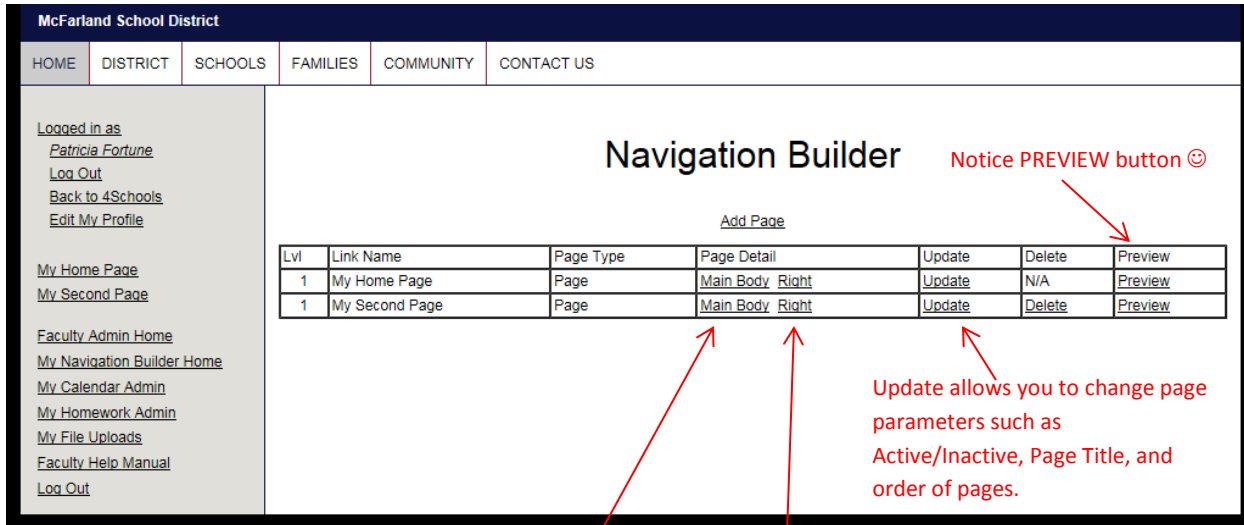 McFarland School District
HOME DISTRICT SCHOOLS FAMILIES COMMUNITY CONTACT US
Logged in as
Patricia Fortune
Log Out
Back to 4Schools
Edit My Profile
My Home Page
My Second Page
Faculty Admin Home
My Navigation Builder Home
My Calendar Admin
My Homework Admin
My File Uploads
Faculty Help Manual
Log Out
Navigation Builder
Notice PREVIEW button ☺
Add Page
Lvl Link Name Page Type Page Detail Update Delete Preview
1 My Home Page Page Main Body Right Update N/A Preview
1 My Second Page Page Main Body Right Update Delete Preview
Update allows you to change page
parameters such as
Active/Inactive, Page Title, and
order of pages.